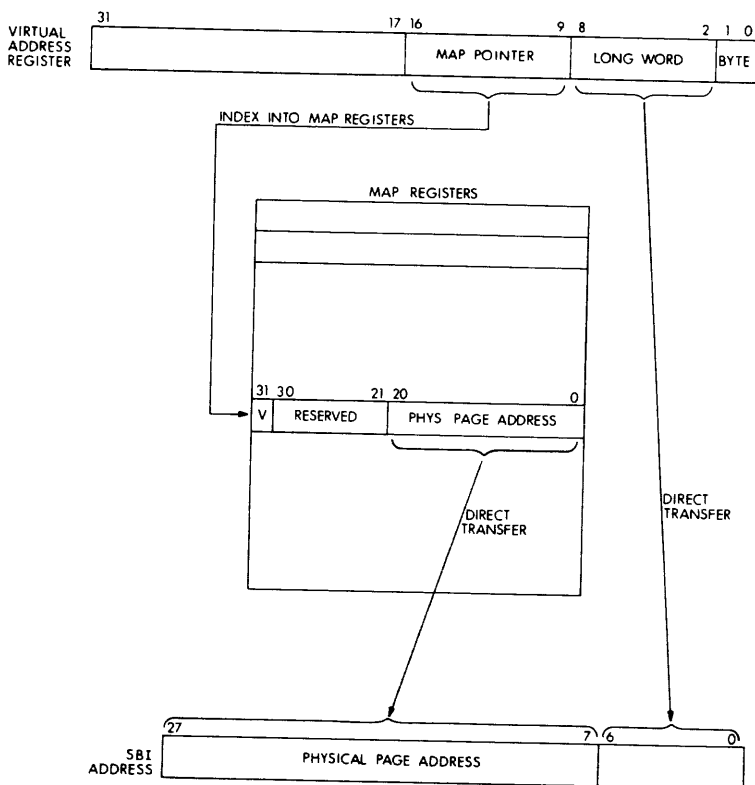 31 17 16 9 8 2 1 0
VIRTUAL
ADDRESS
REGISTER
MAP POINTER LONG WORD BYTE
INDEX INTO MAP REGISTERS
MAP REGISTERS
31 30 21 20 0
V RESERVED PHYS PAGE ADDRESS
DIRECT
TRANSFER
DIRECT
TRANSFER
27 7 6 0
SBI
ADDRESS
PHYSICAL PAGE ADDRESS